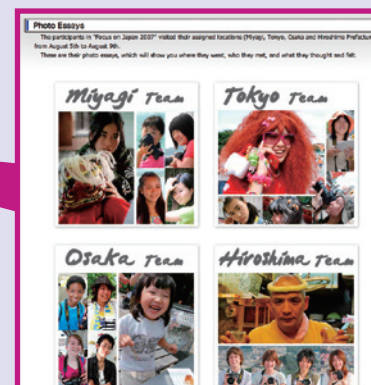 Photo Essays
The participants in "Focus on Japan 2007" visited their assigned locations (Miyagi, Tokyo, Osaka and Hiroshima Prefectur
from August 5th to August 9th.
These are their photo essays, which will show you where they went, who they met, and what they thought and felt.
Miyagi Team
Tokyo Team
Osaka Team
Hiroshima Team